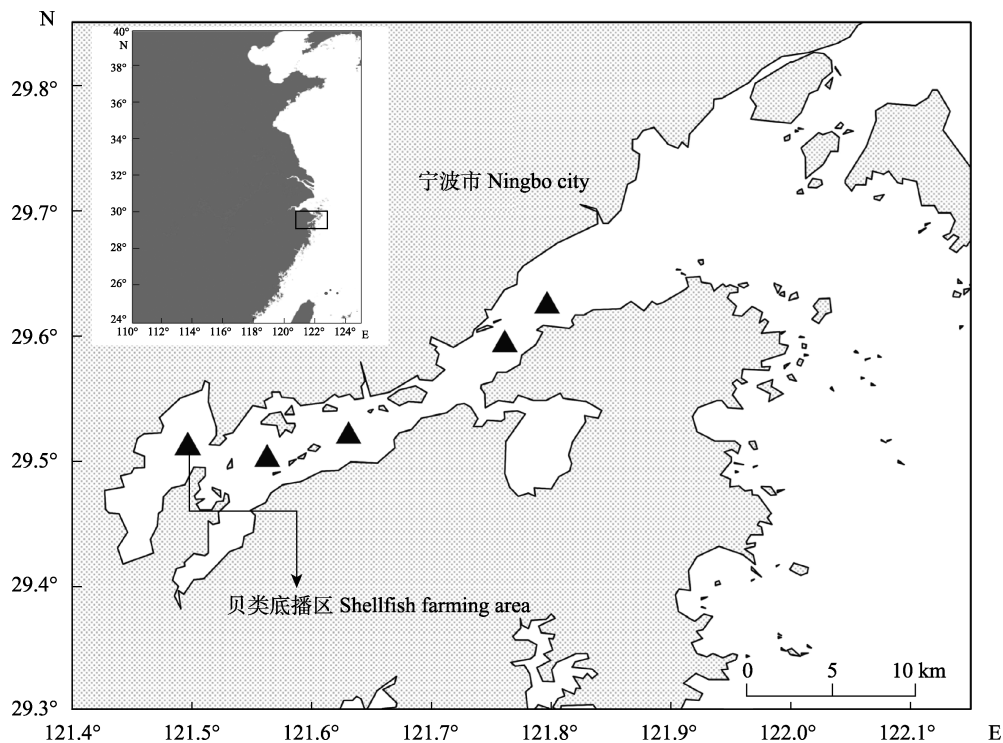 N
29.8°
29.7°
29.6°
29.5°
29.4°
29.3°
40°
N
38°
36°
34°
32°
30°
28°
26°
24°
110° 112° 114° 116° 118° 120° 122° 124° E
宁波市 Ningbo city
贝类底播区 Shellfish farming area
0 5 10 km
121.4° 121.5° 121.6° 121.7° 121.8° 121.9° 122.0° 122.1° E